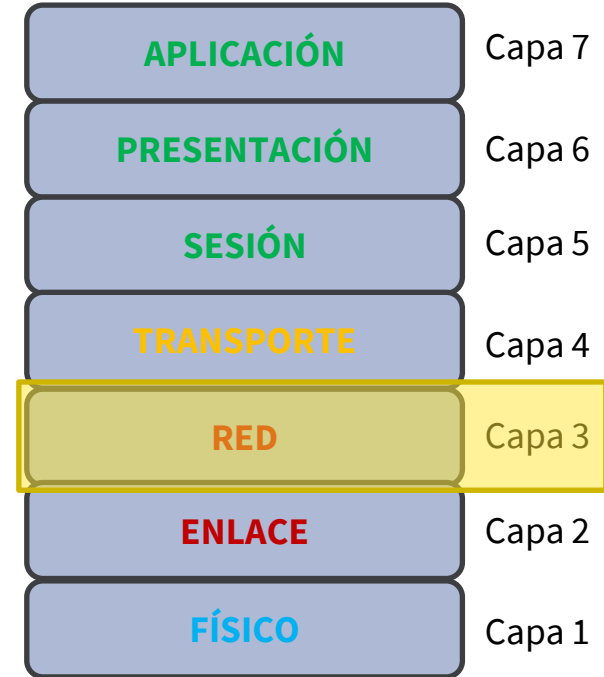 APLICACIÓN Capa 7
PRESENTACIÓN Capa 6
SESIÓN Capa 5
TRANSPORTE Capa 4
RED Capa 3
ENLACE Capa 2
FÍSICO Capa 1